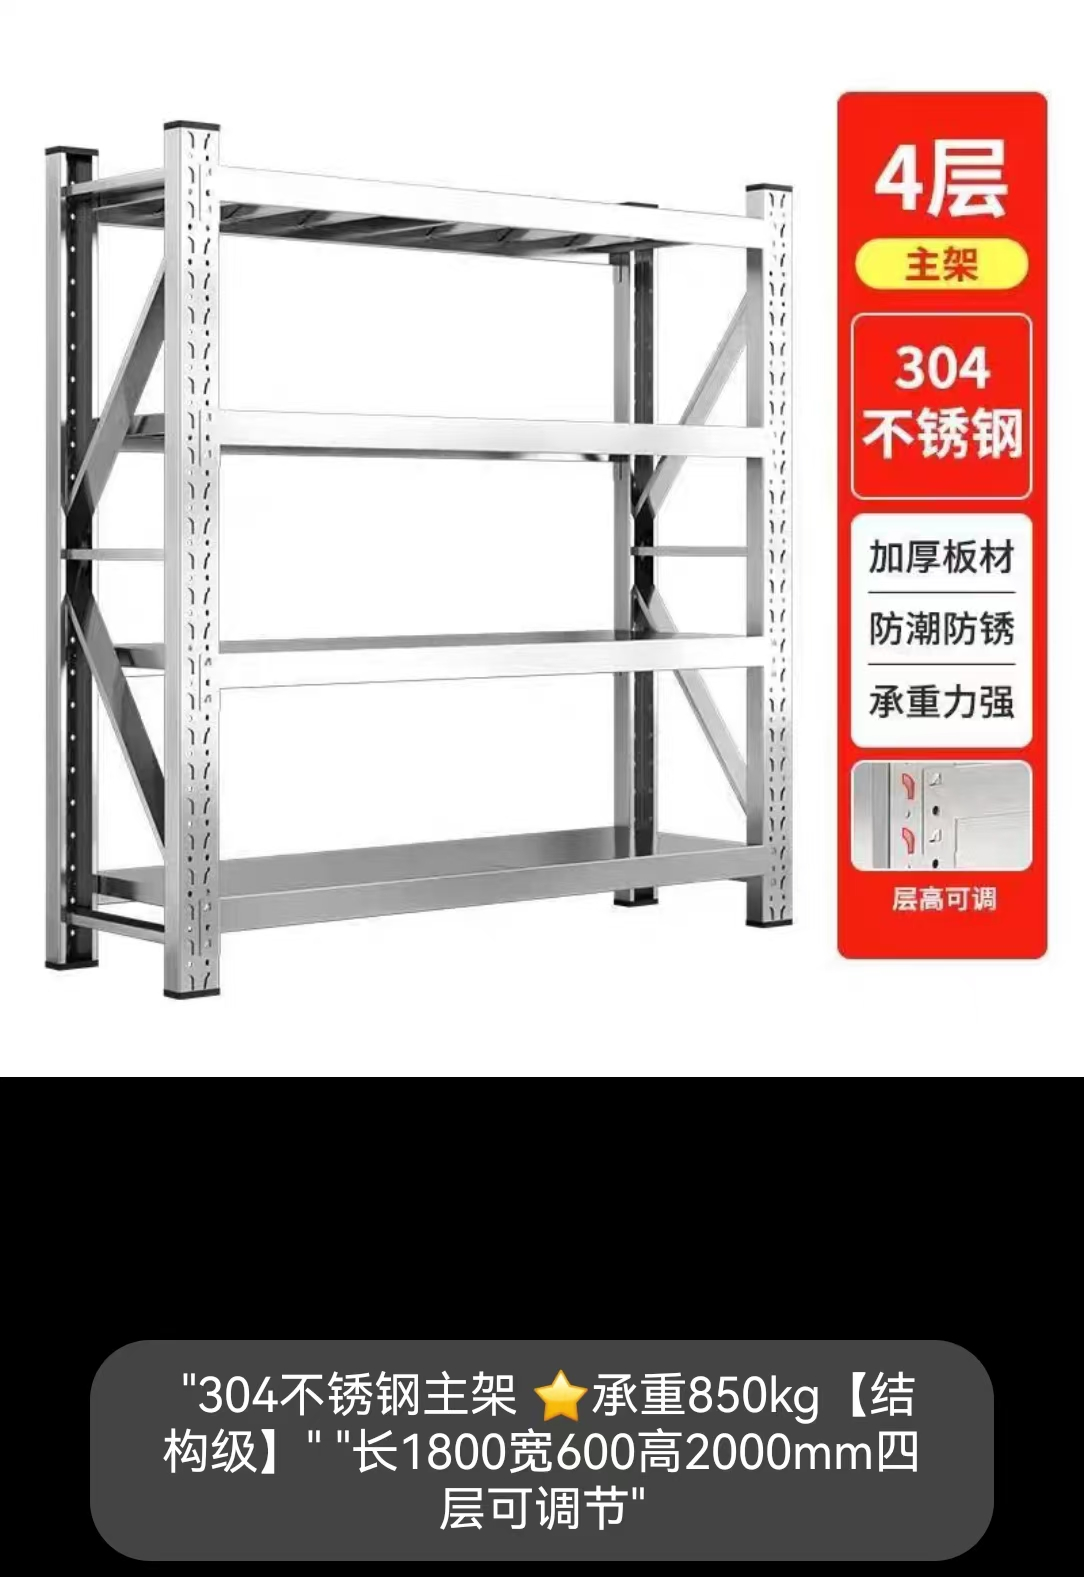 4层
主架
304
不锈钢
加厚板材
防潮防锈
承重力强
层高可调
"304不锈钢主架 ⭐承重850kg【结
构级】" "长1800宽600高2000mm四
层可调节"